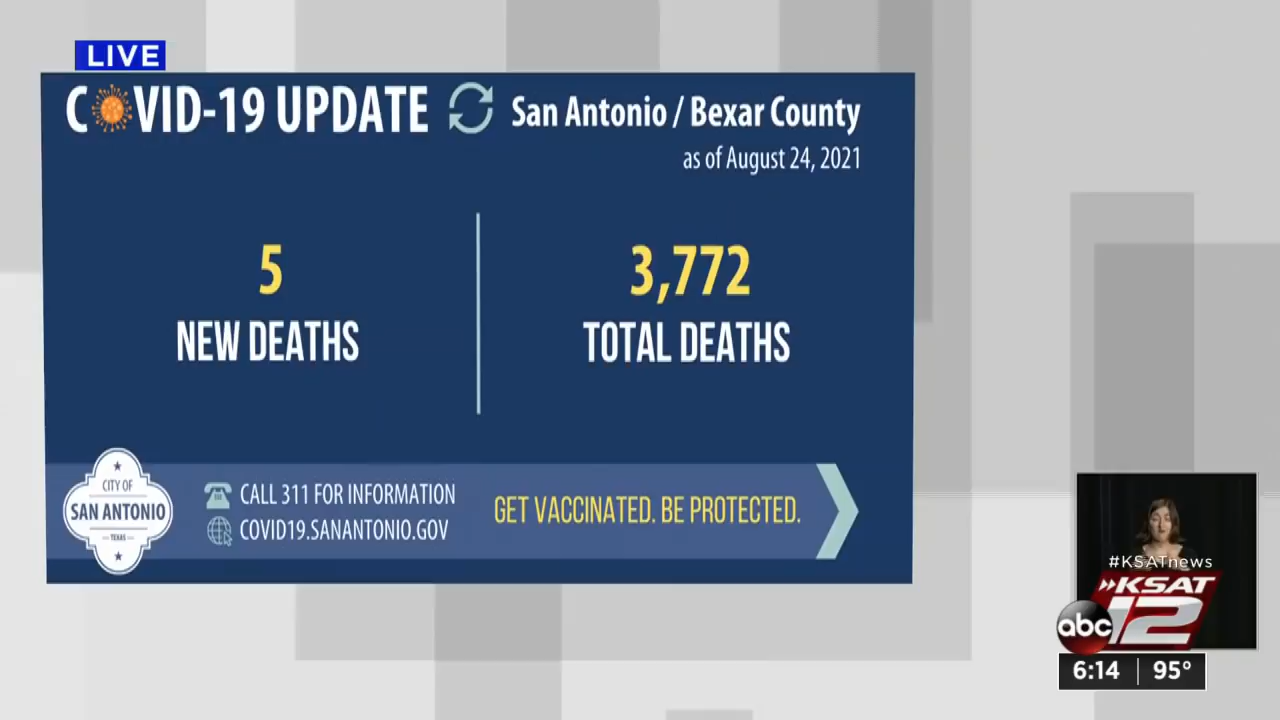 LIVE
COVID-19 UPDATE
San Antonio / Bexar County
as of August 24, 2021
5
NEW DEATHS
3,772
TOTAL DEATHS
CITY OF
SAN ANTONIO
TEXAS
CALL 311 FOR INFORMATION
COVID19.SANANTONIO.GOV
GET VACCINATED. BE PROTECTED.
#KSATnews
KSAT
abc 12
6:14 95°